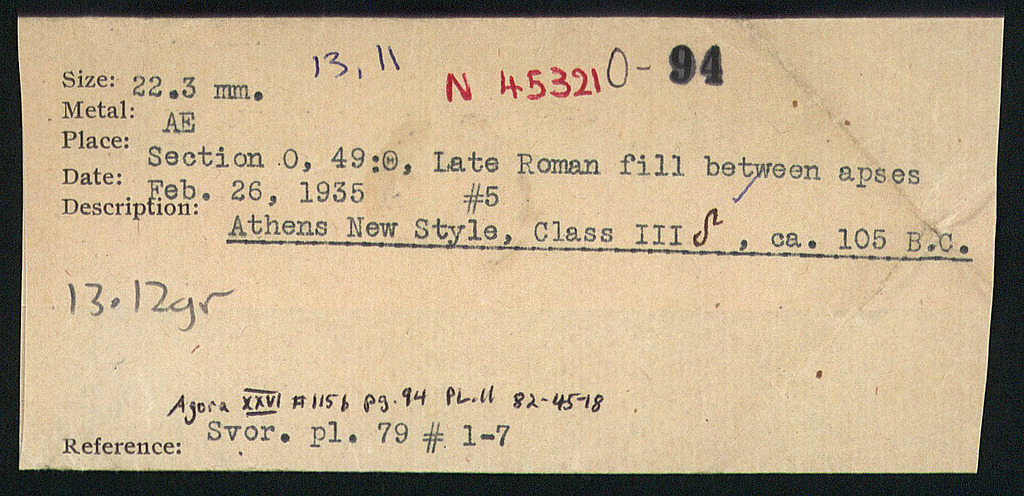 13,11
N 45321 O- 94
Size: 22.3 mm.
Metal: AE
Place: Section O, 49:Θ, Late Roman fill between apses
Date: Feb. 26, 1935 #5
Description: Athens New Style, Class III δ, ca. 105 B.C.
13.12gr
Agora XXVI #115b pg. 94 PL.11 82-45-18
Reference: Svor. pl. 79 # 1-7